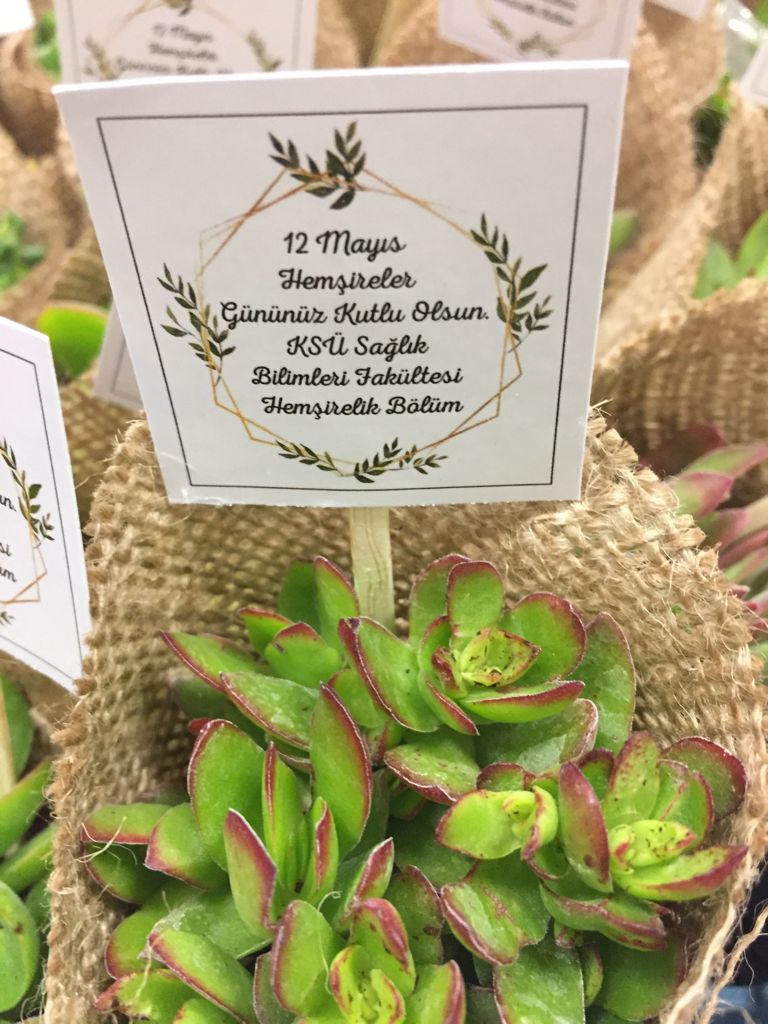 12 Mayıs
Hemşireler
Gününüz Kutlu Olsun.
KSÜ Sağlık
Bilimleri Fakültesi
Hemşirelik Bölüm